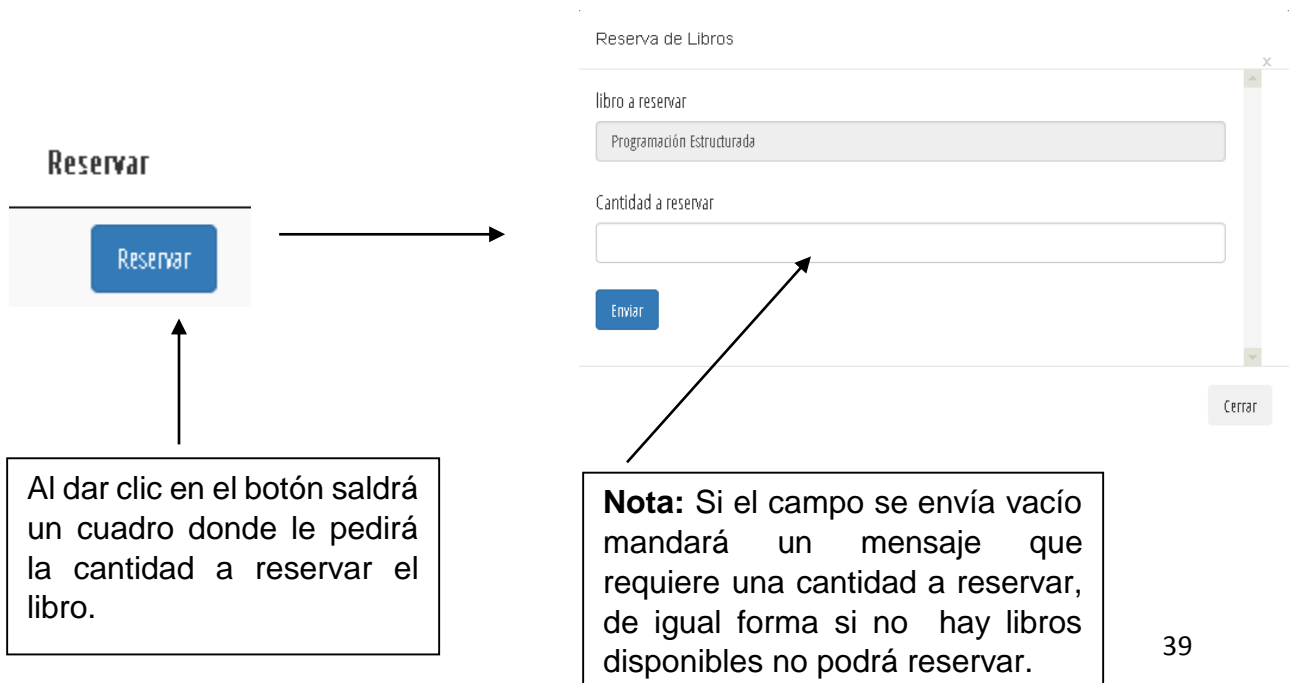 Reservar
Reservar
Reserva de Libros
x
libro a reservar
Programación Estructurada
Cantidad a reservar
Enviar
Cerrar
Al dar clic en el botón saldrá
un cuadro donde le pedirá
la cantidad a reservar el
libro.
Nota: Si el campo se envía vacío
mandará un mensaje que
requiere una cantidad a reservar,
de igual forma si no hay libros
disponibles no podrá reservar.
39